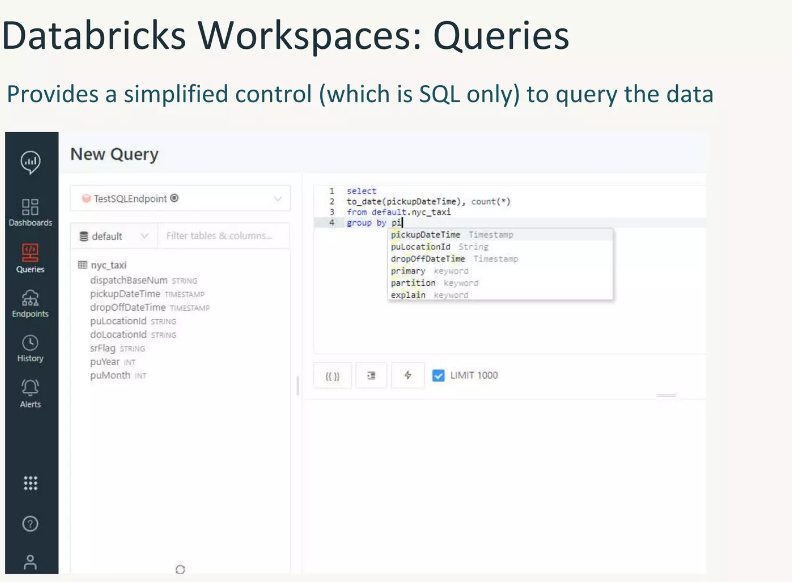 Databricks Workspaces: Queries
Provides a simplified control (which is SQL only) to query the data
New Query
TestSQLEndpoint
default
Filter tables & columns...
nyc_taxi
dispatchBaseNum STRING
pickupDateTime TIMESTAMP
dropOffDateTime TIMESTAMP
puLocationId STRING
doLocationId STRING
srFlag STRING
puYear INT
puMonth INT
Dashboards
Queries
Endpoints
History
Alerts
1 select
2 to_date(pickupDateTime), count(*)
3 from default.nyc_taxi
4 group by pi
pickupDateTime Timestamp
puLocationId String
dropOffDateTime Timestamp
primary keyword
partition keyword
explain keyword
{{ }}
LIMIT 1000